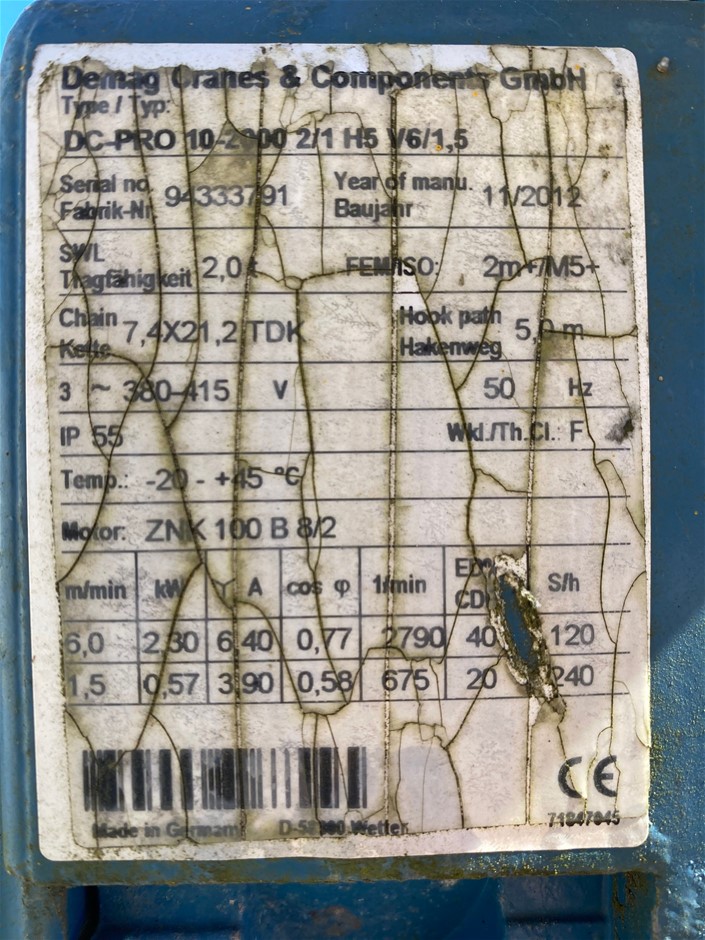 Demag Cranes & Components GmbH
Type / Typ:
DC-PRO 10-2000 2/1 H5 V6/1,5
Serial no. Fabrik-Nr. 94333791 Year of manu. Baujahr 11/2012
SWL Tragfähigkeit 2,0 t FEM/ISO: 2m+/M5+
Chain Kette 7,4X21,2 TDK Hook path Hakenweg 5,0 m
3 ~ 380-415 V 50 Hz
IP 55 Wkl./Th.Cl. F
Temp.: -20 - +45 °C
Motor: ZNK 100 B 8/2
m/min kW A cos φ 1/min ED% CD S/h
6,0 2,30 6,40 0,77 2790 40 120
1,5 0,57 3,90 0,58 675 20 240
CE
Made in Germany D-58300 Wetter 71847045